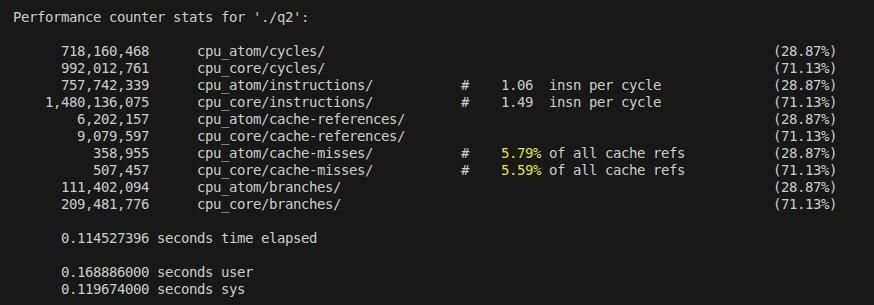 Performance counter stats for './q2':
718,160,468 cpu_atom/cycles/ (28.87%)
992,012,761 cpu_core/cycles/ (71.13%)
757,742,339 cpu_atom/instructions/ # 1.06 insn per cycle (28.87%)
1,480,136,075 cpu_core/instructions/ # 1.49 insn per cycle (71.13%)
6,202,157 cpu_atom/cache-references/ (28.87%)
9,079,597 cpu_core/cache-references/ (71.13%)
358,955 cpu_atom/cache-misses/ # 5.79% of all cache refs (28.87%)
507,457 cpu_core/cache-misses/ # 5.59% of all cache refs (71.13%)
111,402,094 cpu_atom/branches/ (28.87%)
209,481,776 cpu_core/branches/ (71.13%)
0.114527396 seconds time elapsed
0.168886000 seconds user
0.119674000 seconds sys